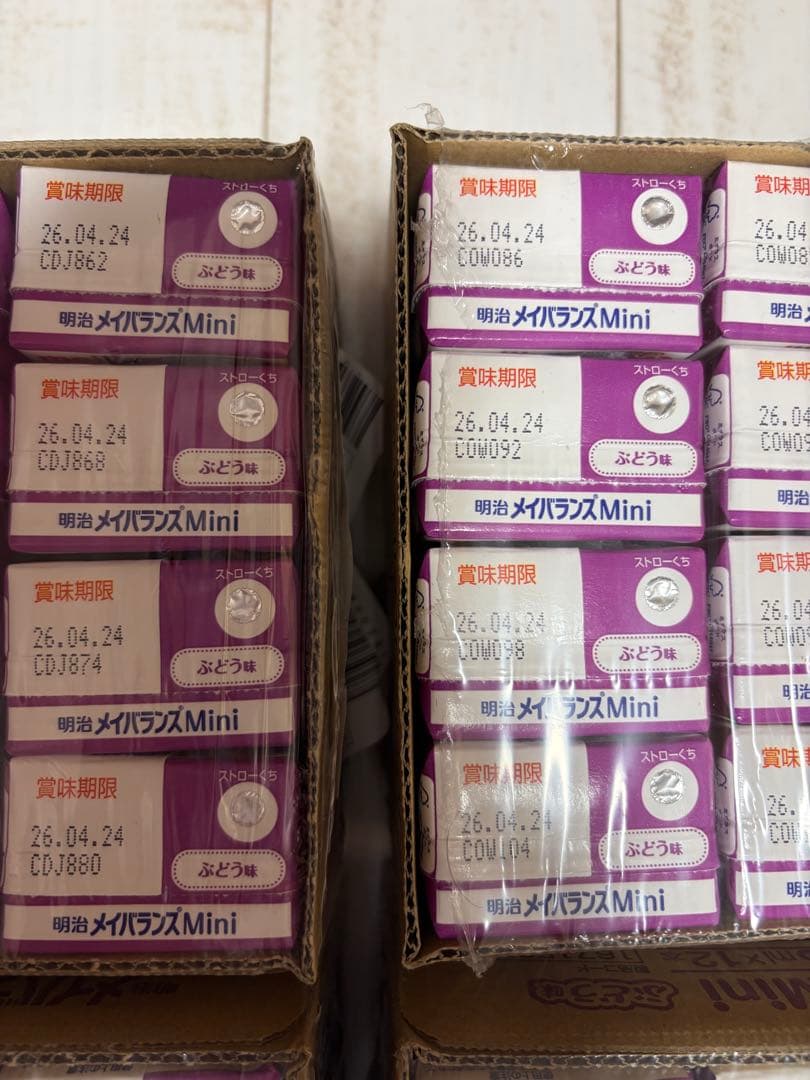 賞味期限
ストローくち
26.04.24
CDJ862
ぶどう味
明治メイバランスMini
賞味期限
ストローくち
26.04.24
CDJ868
ぶどう味
明治メイバランスMini
賞味期限
ストローくち
26.04.24
CDJ874
ぶどう味
明治メイバランスMini
賞味期限
ストローくち
26.04.24
CDJ880
ぶどう味
明治メイバランスMini
賞味期限
ストローくち
26.04.24
COW086
ぶどう味
明治メイバランスMini
賞味期限
ストローくち
26.04.24
COW092
ぶどう味
明治メイバランスMini
賞味期限
ストローくち
26.04.24
COW098
ぶどう味
明治メイバランスMini
賞味期限
ストローくち
26.04.24
COW104
ぶどう味
明治メイバランスMini
賞味
26.04
明治
賞味
明治
賞味
明治
賞味
26.
明治
Mini
ぶどう味